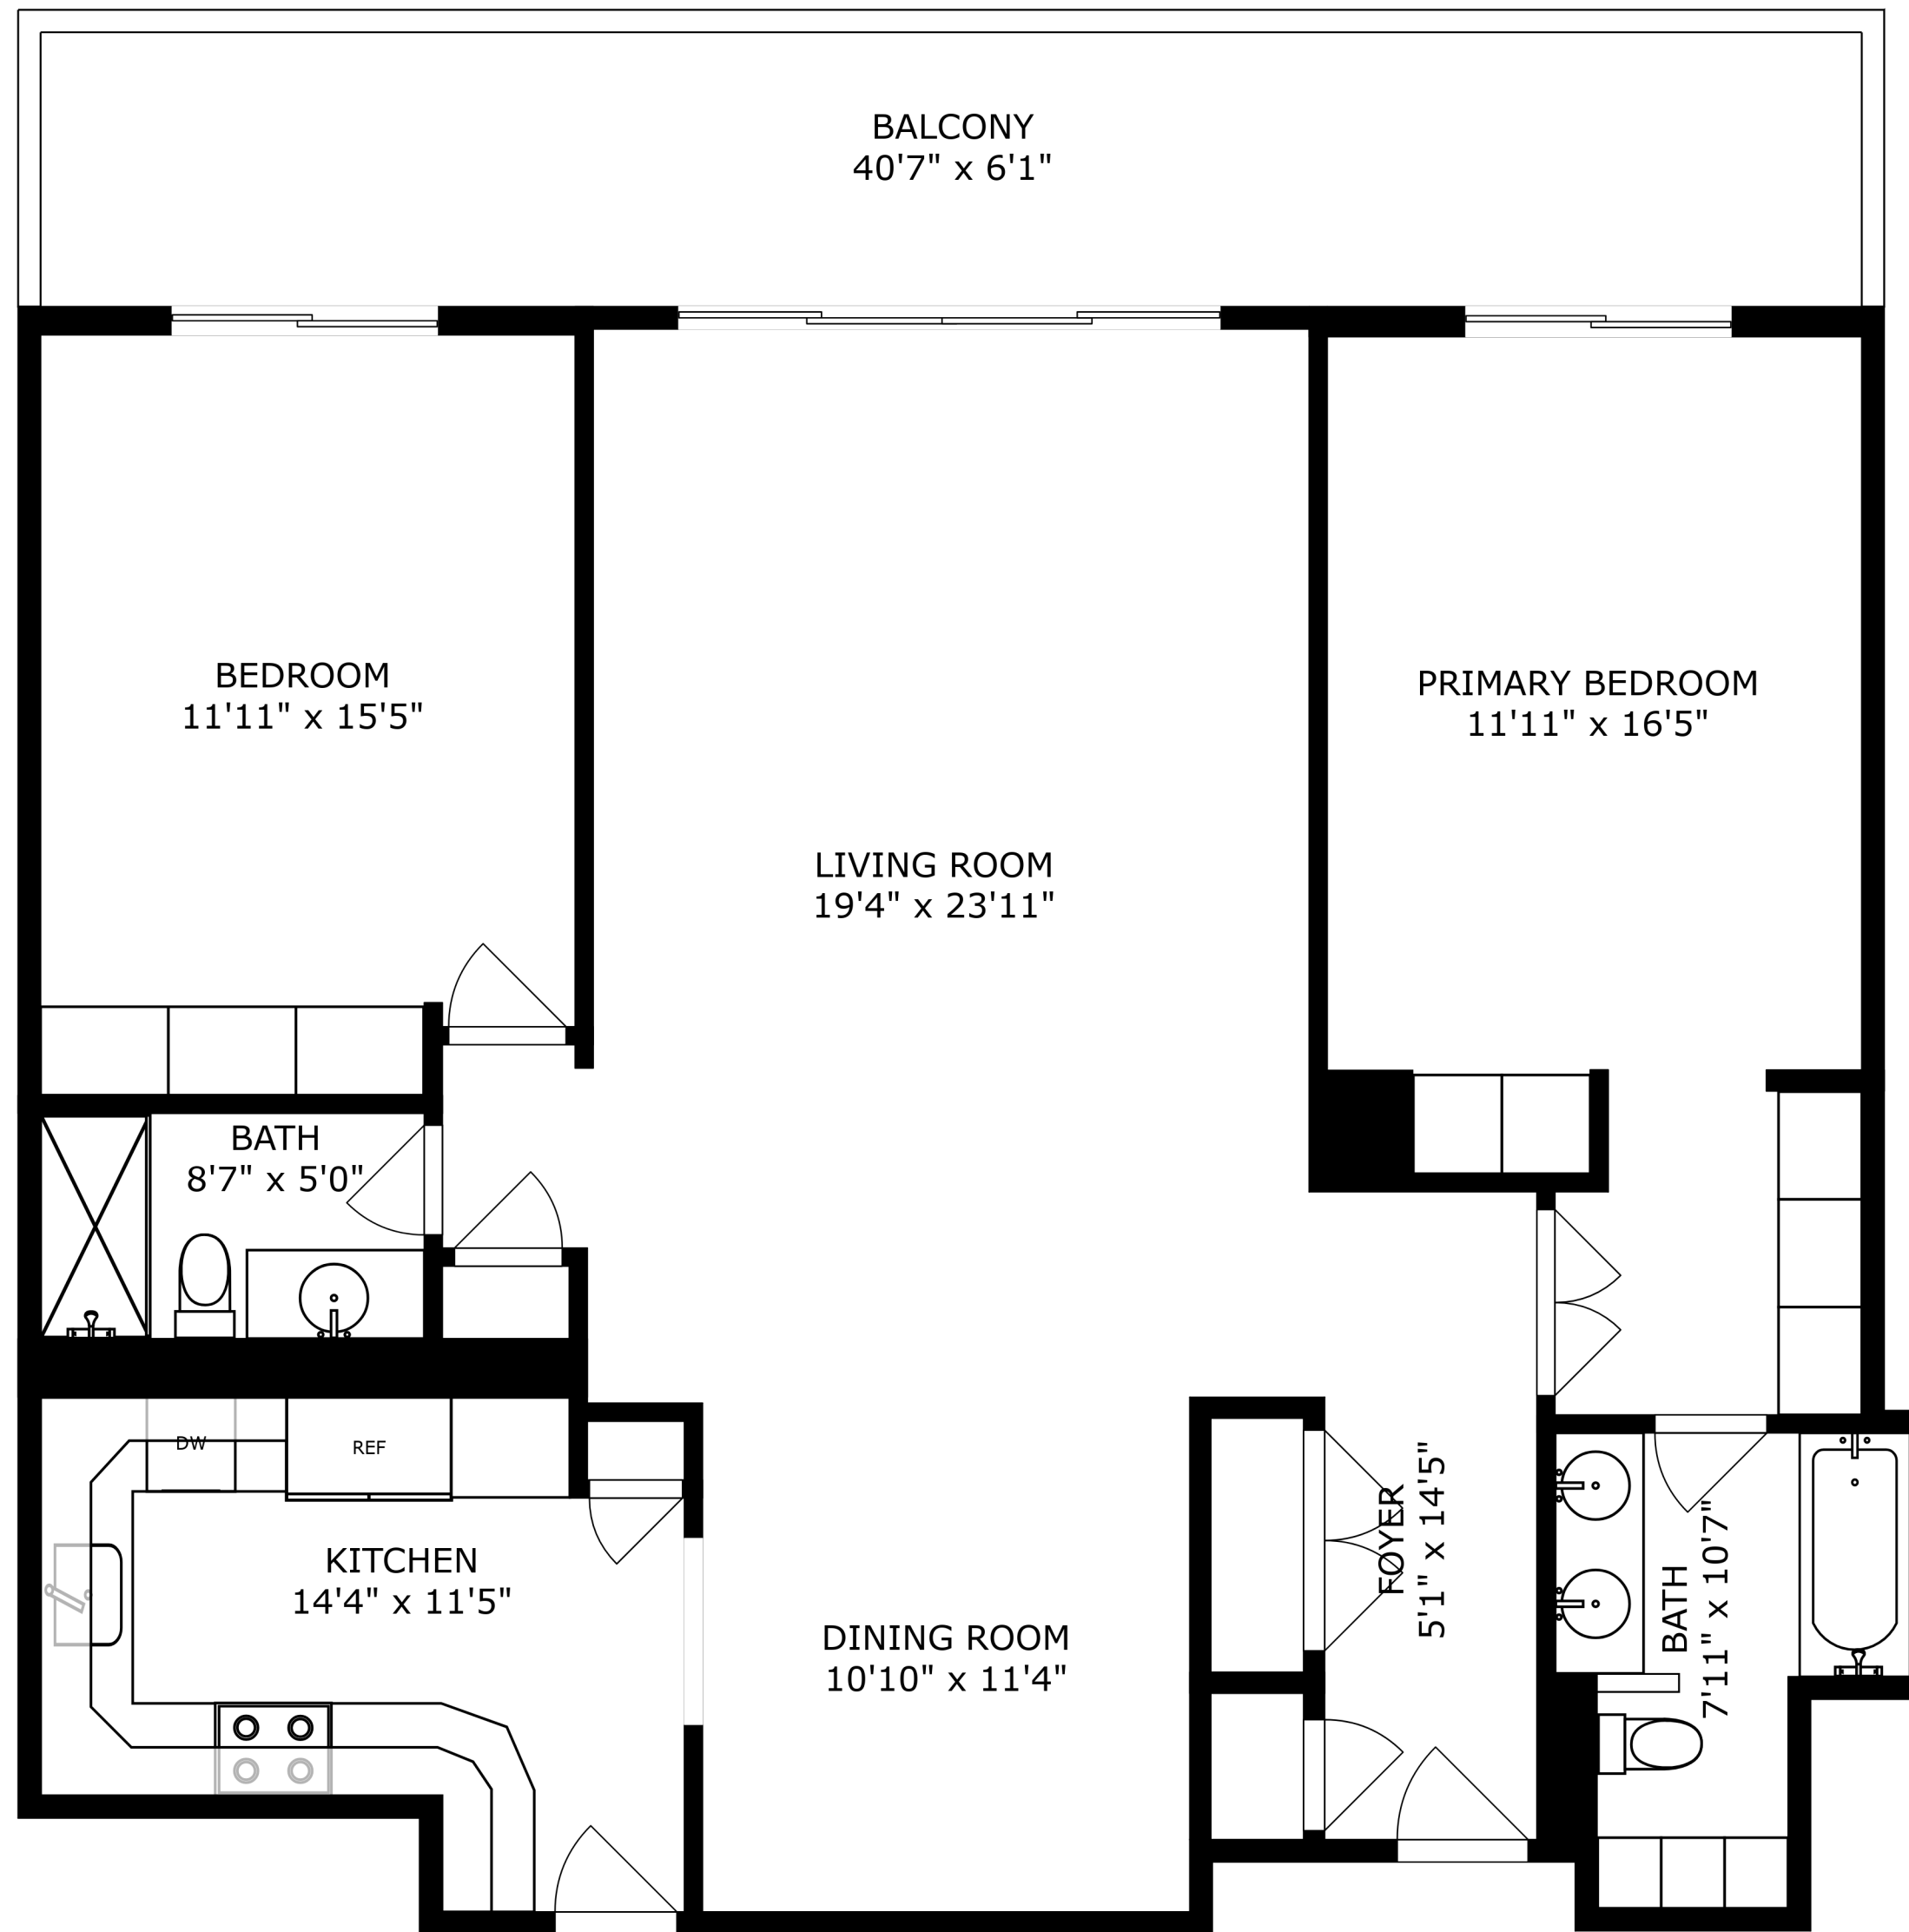 BALCONY
40'7" x 6'1"
BEDROOM
11'11" x 15'5"
PRIMARY BEDROOM
11'11" x 16'5"
LIVING ROOM
19'4" x 23'11"
BATH
8'7" x 5'0"
DW
REF
KITCHEN
14'4" x 11'5"
DINING ROOM
10'10" x 11'4"
FOYER
5'1" x 14'5"
BATH
7'11" x 10'7"